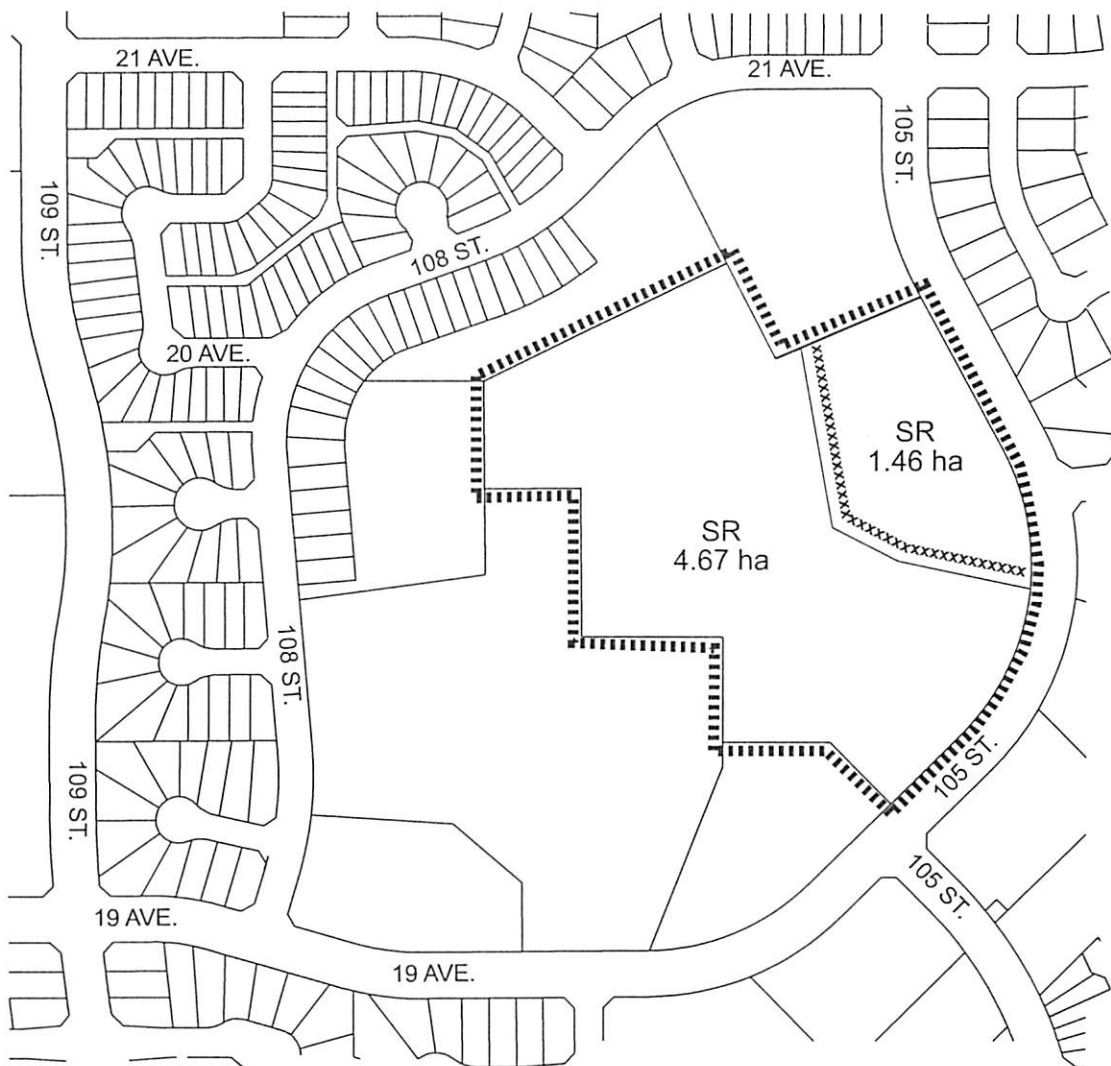 21 AVE.
21 AVE.
105 ST.
109 ST.
108 ST.
20 AVE.
SR
1.46 ha
SR
4.67 ha
108 ST.
109 ST.
105 ST.
105 ST.
19 AVE.
19 AVE.